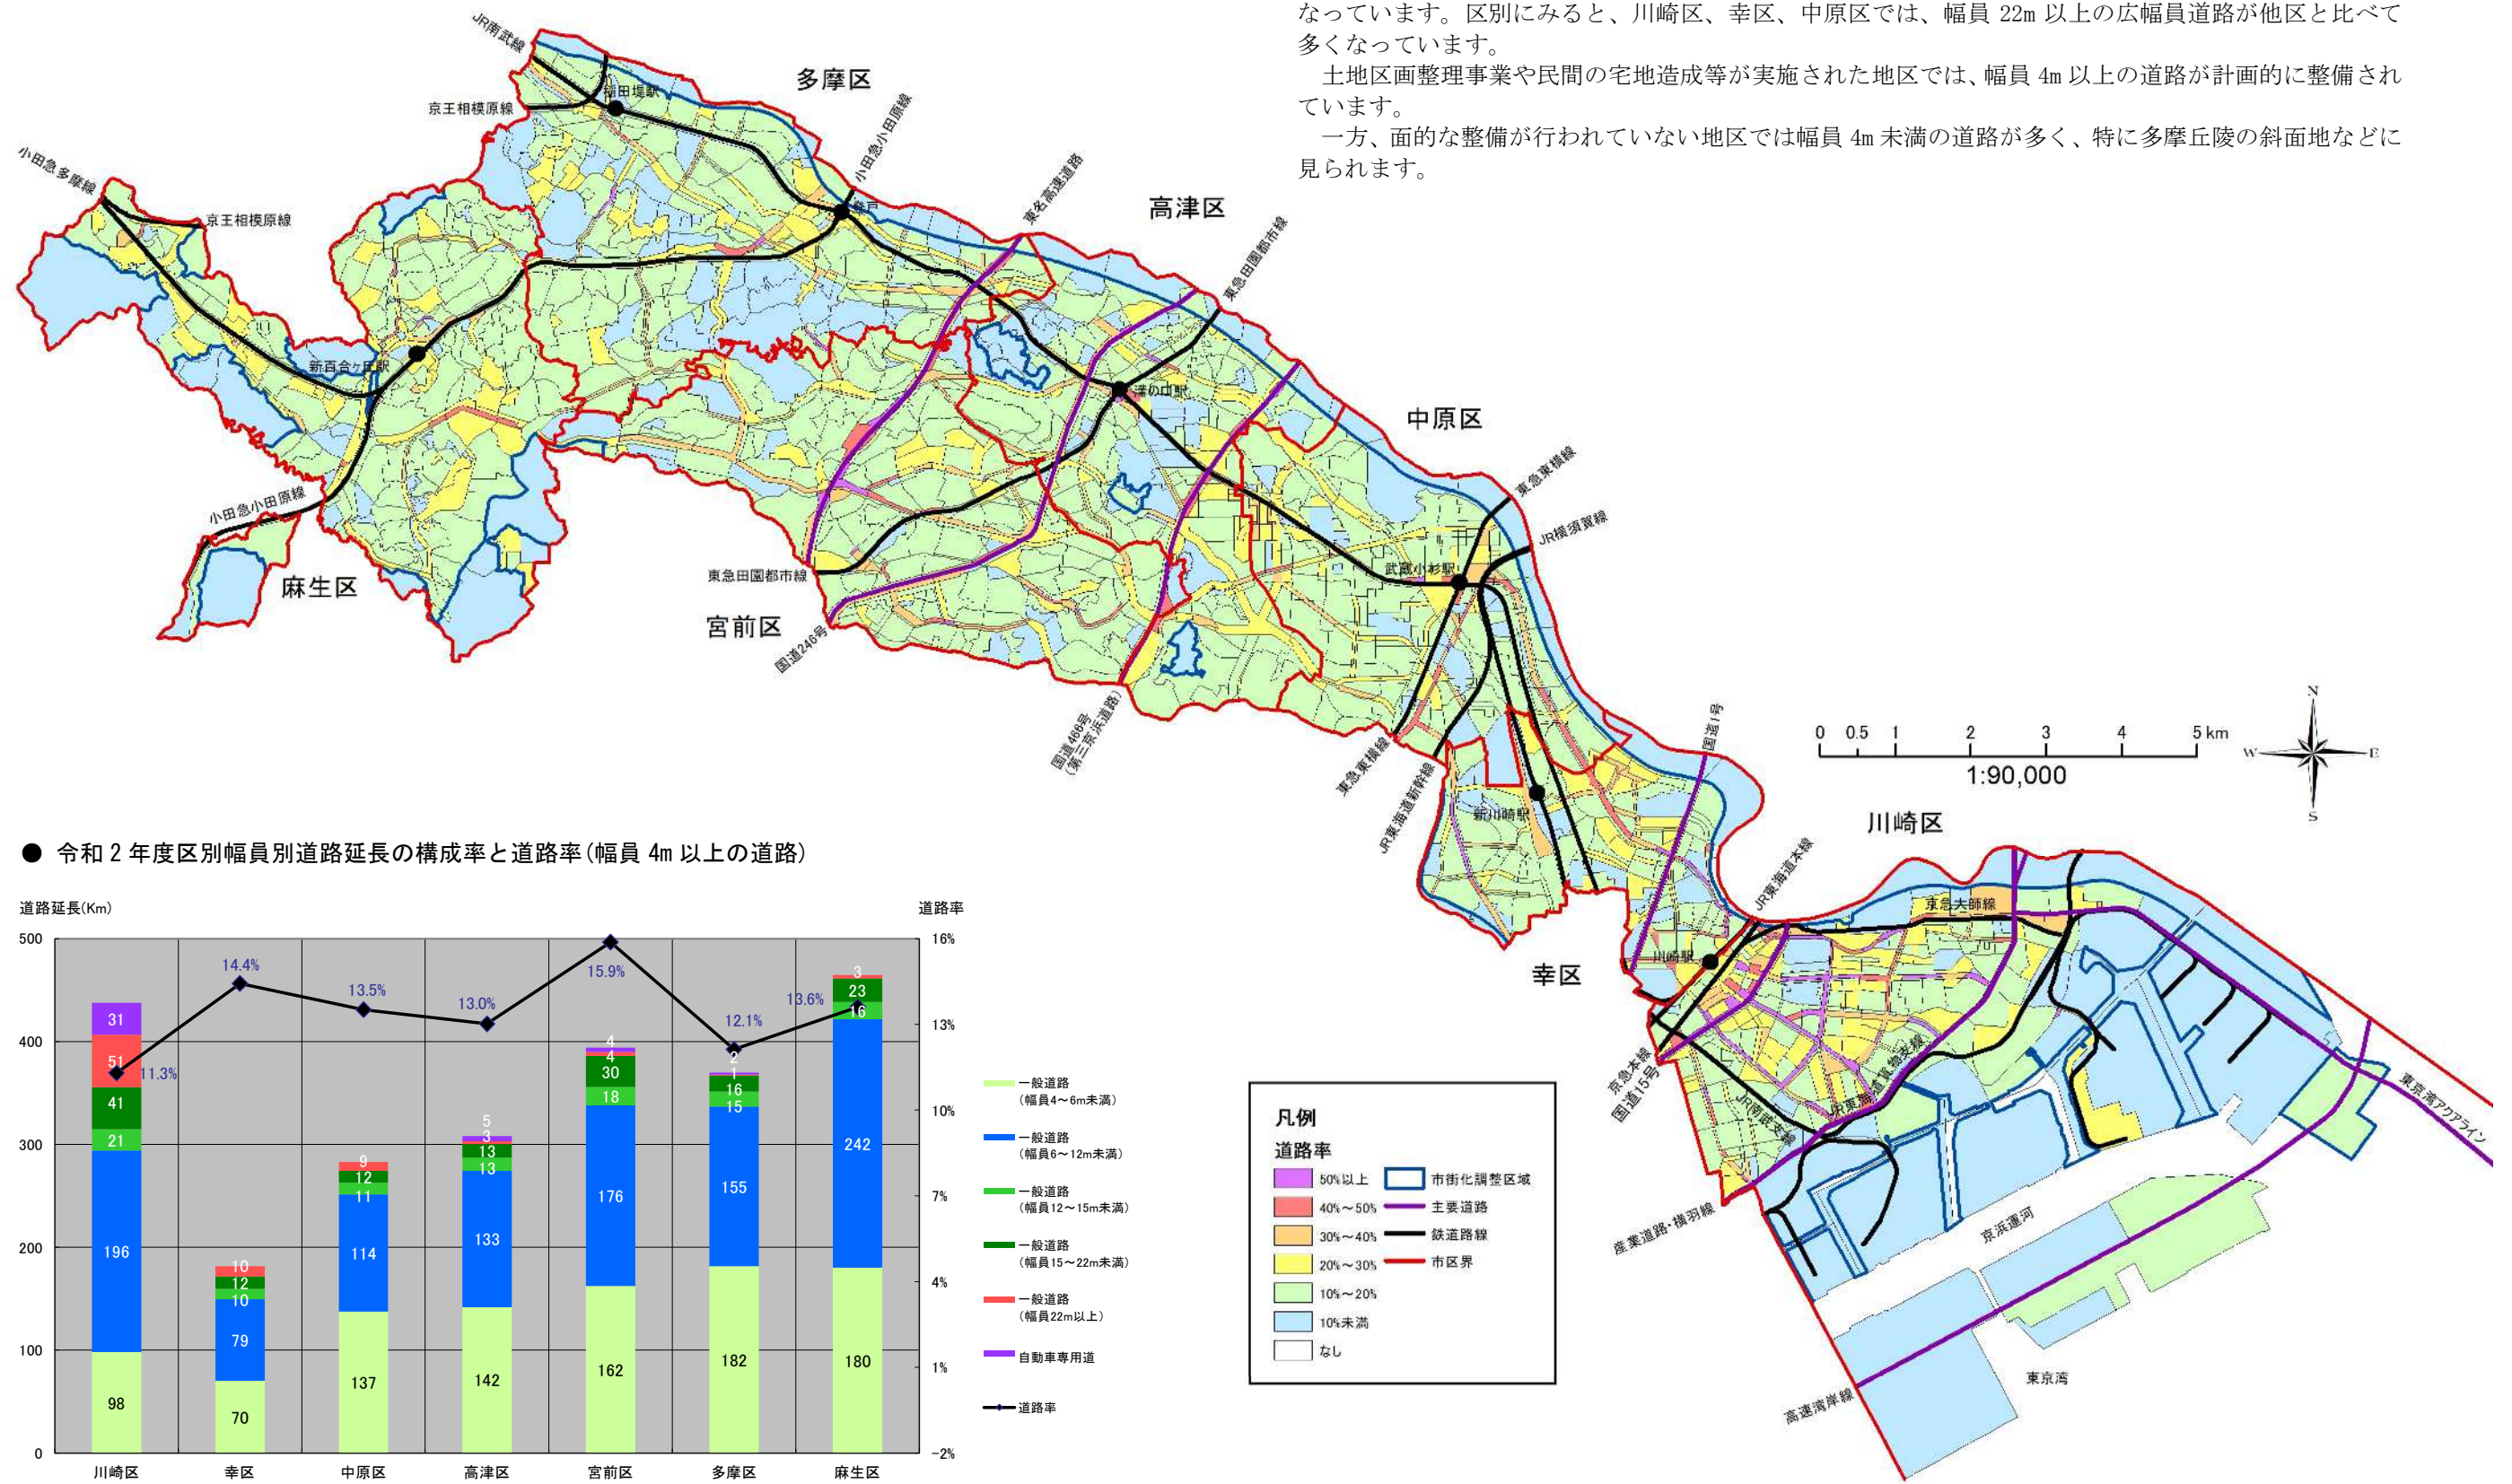 なっています。区別にみると、川崎区、幸区、中原区では、幅員 22m 以上の広幅員道路が他区と比べて
多くなっています。
土地区画整理事業や民間の宅地造成等が実施された地区では、幅員 4m 以上の道路が計画的に整備され
ています。
一方、面的な整備が行われていない地区では幅員 4m 未満の道路が多く、特に多摩丘陵の斜面地などに
見られます。
JR南武線
多摩区
稲田堤駅
京王相模原線
小田急小田原線
小田急多摩線
京王相模原線
登戸
東名高速道路
高津区
東急田園都市線
新百合ヶ丘駅
溝の口駅
中原区
小田急小田原線
東急東横線
JR横須賀線
麻生区
東急田園都市線
武蔵小杉駅
宮前区
国道246号
国道466号
(第三京浜道路)
東急東横線
JR東海道新幹線
国道1号
新川崎駅
0 0.5 1 2 3 4 5 km
1:90,000
N
W
E
S
川崎区
JR東海道本線
京急大師線
川崎駅
幸区
京急本線
国道15号
JR南武支線
JR東海道貨物支線
東京湾アクアライン
産業道路・横羽線
京浜運河
東京湾
高速湾岸線
● 令和 2 年度区別幅員別道路延長の構成率と道路率(幅員 4m 以上の道路)
道路延長(Km)
道路率
500
400
300
200
100
0
16%
13%
10%
7%
4%
1%
-2%
31
51
41
21
196
98
11.3%
14.4%
10
12
10
79
70
13.5%
9
12
11
114
137
13.0%
5
3
13
13
133
142
15.9%
4
4
30
18
176
162
12.1%
2
1
16
15
155
182
13.6%
3
23
16
242
180
川崎区
幸区
中原区
高津区
宮前区
多摩区
麻生区
一般道路
(幅員4～6m未満)
一般道路
(幅員6～12m未満)
一般道路
(幅員12～15m未満)
一般道路
(幅員15～22m未満)
一般道路
(幅員22m以上)
自動車専用道
道路率
凡例
道路率
50%以上
40%～50%
30%～40%
20%～30%
10%～20%
10%未満
なし
市街化調整区域
主要道路
鉄道路線
市区界